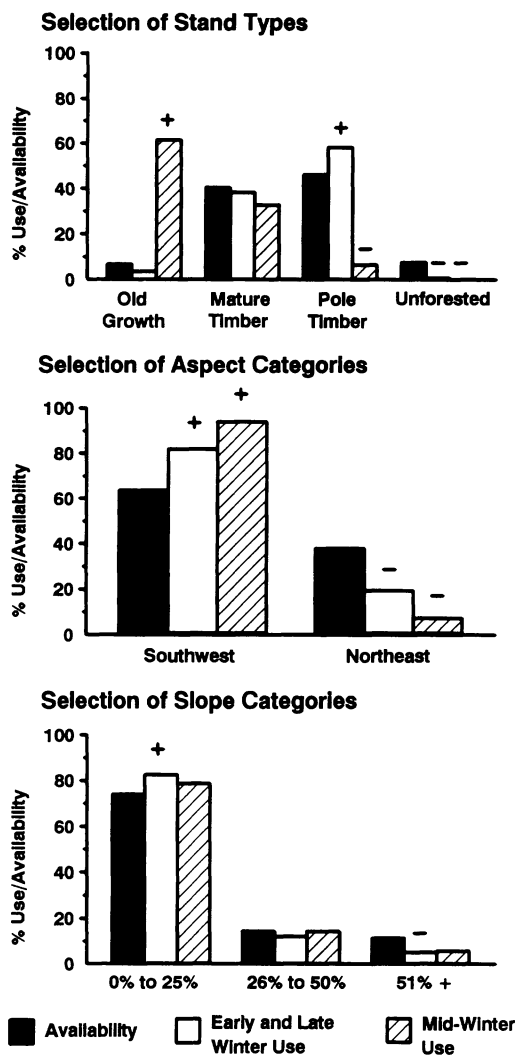 Selection of Stand Types
100
80
60
40
20
0
% Use/Availability
+
+
–
– –
Old Growth
Mature Timber
Pole Timber
Unforested
Selection of Aspect Categories
100
80
60
40
20
0
% Use/Availability
+
+
–
–
Southwest
Northeast
Selection of Slope Categories
100
80
60
40
20
0
% Use/Availability
+
–
0% to 25%
26% to 50%
51% +
Availability
Early and Late
Winter Use
Mid-Winter
Use